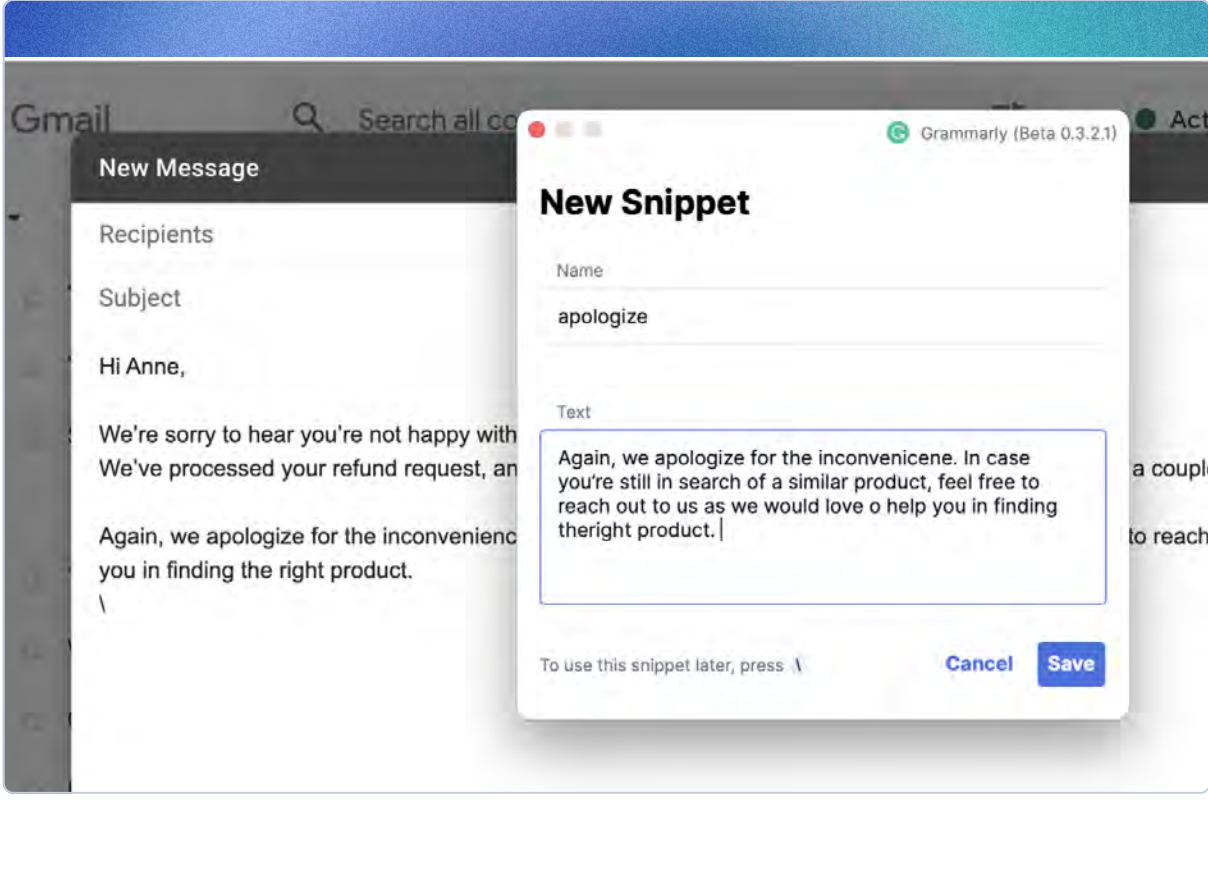 Gmail
Search all co
Act
New Message
Recipients
Subject
Hi Anne,
We're sorry to hear you're not happy with
We've processed your refund request, an
a coupl
Again, we apologize for the inconvenienc
to reach
you in finding the right product.
\
Grammarly (Beta 0.3.2.1)
New Snippet
Name
apologize
Text
Again, we apologize for the inconvenicene. In case
you're still in search of a similar product, feel free to
reach out to us as we would love o help you in finding
theright product.
To use this snippet later, press \
Cancel
Save